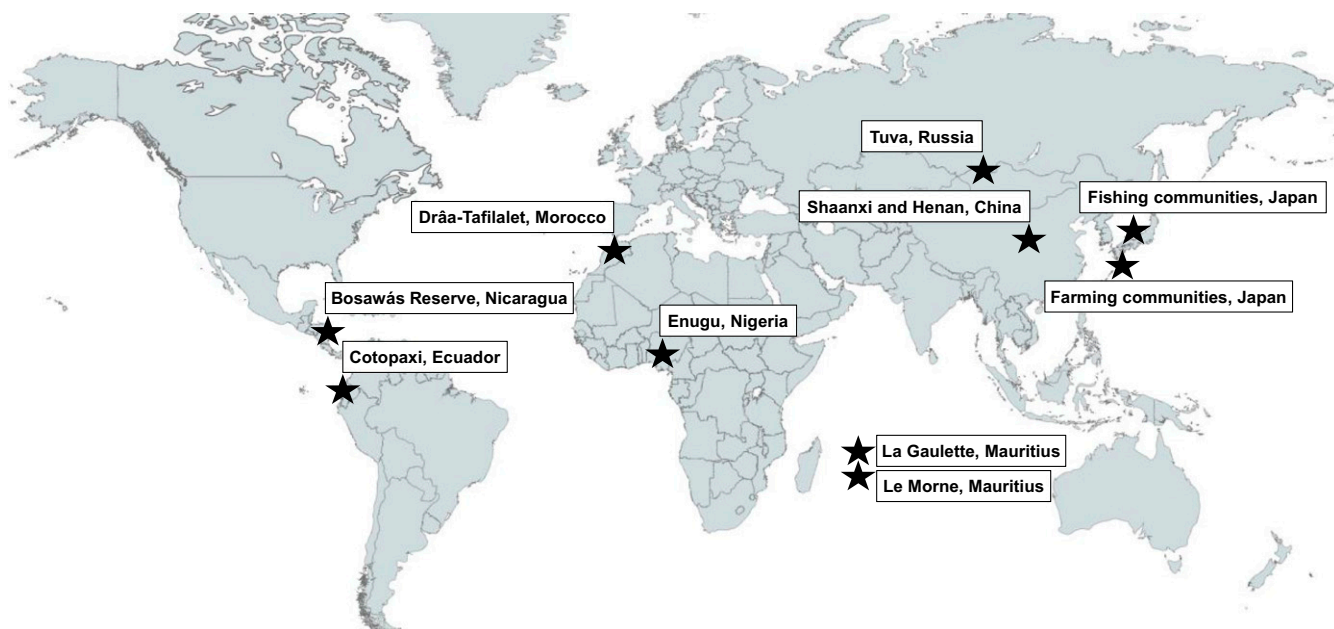 Tuva, Russia
Fishing communities, Japan
Shaanxi and Henan, China
Drâa-Tafilalet, Morocco
Farming communities, Japan
Bosawás Reserve, Nicaragua
Enugu, Nigeria
Cotopaxi, Ecuador
La Gaulette, Mauritius
Le Morne, Mauritius